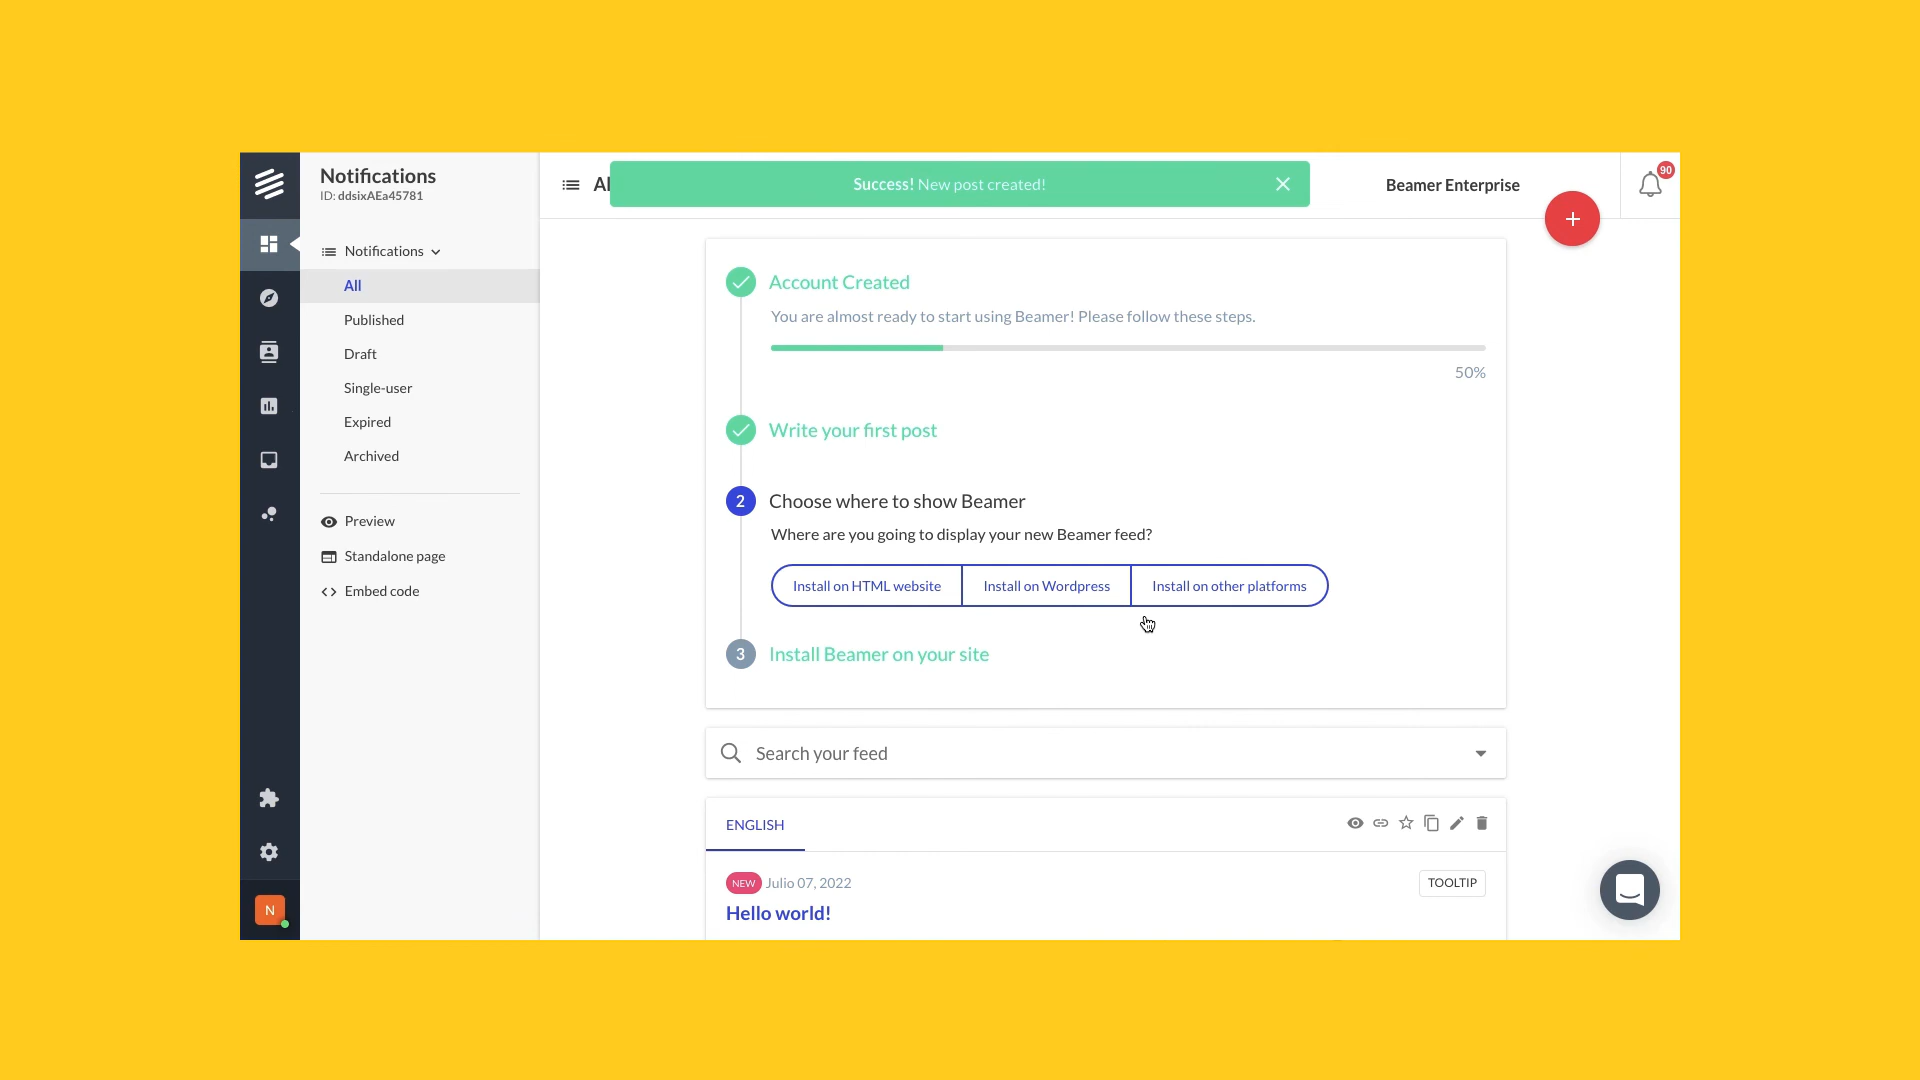 Notifications
ID: ddsixAEa45781
Notifications
All
Published
Draft
Single-user
Expired
Archived
Preview
Standalone page
Embed code
N
Al
Success! New post created!
Beamer Enterprise
90
+
Account Created
You are almost ready to start using Beamer! Please follow these steps.
50%
Write your first post
2 Choose where to show Beamer
Where are you going to display your new Beamer feed?
Install on HTML website Install on Wordpress Install on other platforms
3 Install Beamer on your site
Search your feed
ENGLISH
NEW Julio 07, 2022 TOOLTIP
Hello world!